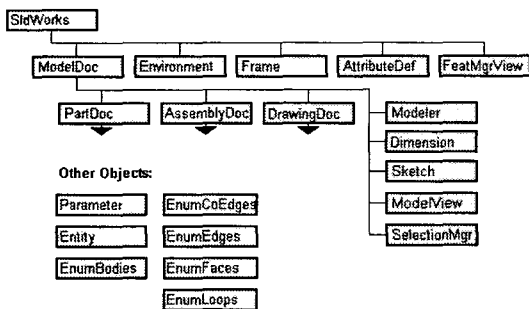 SldWorks
ModelDoc Environment Frame AttributeDef FeatMgrView
PartDoc AssemblyDoc DrawingDoc
Modeler
Dimension
Sketch
ModelView
SelectionMgr
Other Objects:
Parameter EnumCoEdges
Entity EnumEdges
EnumBodies EnumFaces
EnumLoops